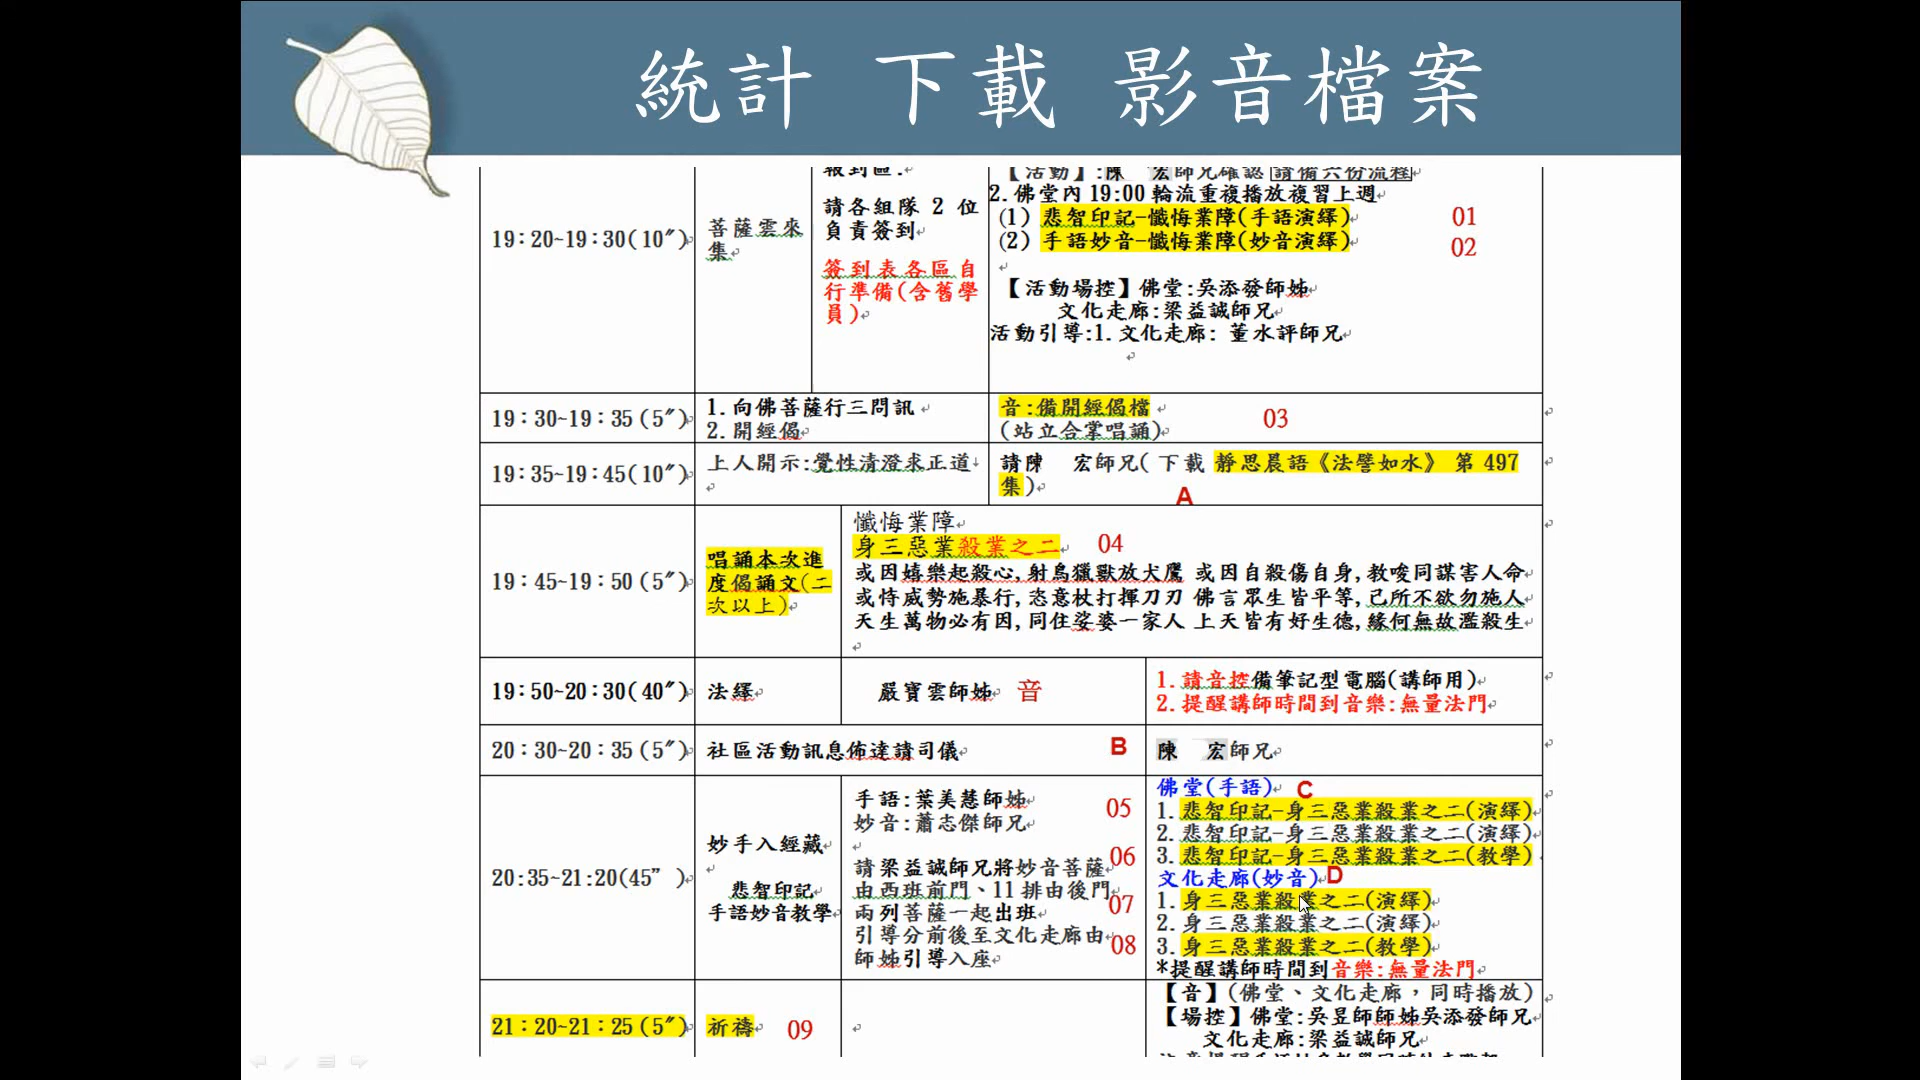 統計 下載 影音檔案
報到區:
【活動】:陳 宏師兄確認 請備六份流程
19:20~19:30(10″)
菩薩雲來
集
請各組隊 2 位
負責簽到
簽到表各區自
行準備(含舊學
員)
2.佛堂內 19:00 輪流重複播放複習上週
(1) 悲智印記-懺悔業障(手語演繹) 01
(2) 手語妙音-懺悔業障(妙音演繹) 02
【活動場控】佛堂:吳添發師姊
文化走廊:梁益誠師兄
活動引導:1.文化走廊: 董水評師兄
19:30~19:35 (5″)
1.向佛菩薩行三問訊
2.開經偈
音:備開經偈檔 03
(站立合掌唱誦)
19:35~19:45(10″)
上人開示:覺性清澄求正道
請陳 宏師兄( 下載 靜思晨語《法譬如水》 第 497
集)
A
19:45~19:50 (5″)
唱誦本次進
度偈誦文(二
次以上)
懺悔業障
身三惡業殺業之二 04
或因嬉樂起殺心,射鳥獵獸放犬鷹 或因自殺傷自身,教唆同謀害人命
或恃威勢施暴行,恣意杖打揮刀刃 佛言眾生皆平等,己所不欲勿施人
天生萬物必有因,同住娑婆一家人 上天皆有好生德,緣何無故濫殺生
19:50~20:30(40″)
法繹
嚴寶雲師姊 音
1.請音控備筆記型電腦(講師用)
2.提醒講師時間到音樂:無量法門
20:30~20:35 (5″)
社區活動訊息佈達請司儀 B
陳 宏師兄
20:35~21:20(45” )
妙手入經藏
悲智印記
手語妙音教學
手語:葉美慧師姊 05
妙音:蕭志傑師兄
請梁益誠師兄將妙音菩薩 06
由西班前門、11 排由後門
兩列菩薩一起出班 07
引導分前後至文化走廊由 08
師姊引導入座
佛堂(手語) C
1.悲智印記-身三惡業殺業之二(演繹)
2.悲智印記-身三惡業殺業之二(演繹)
3.悲智印記-身三惡業殺業之二(教學)
文化走廊(妙音) D
1.身三惡業殺業之二(演繹)
2.身三惡業殺業之二(演繹)
3.身三惡業殺業之二(教學)
*提醒講師時間到音樂:無量法門
21:20~21:25 (5″)
祈禱 09
【音】(佛堂、文化走廊，同時播放)
【場控】佛堂:吳昱師師姊吳添發師兄
文化走廊:梁益誠師兄